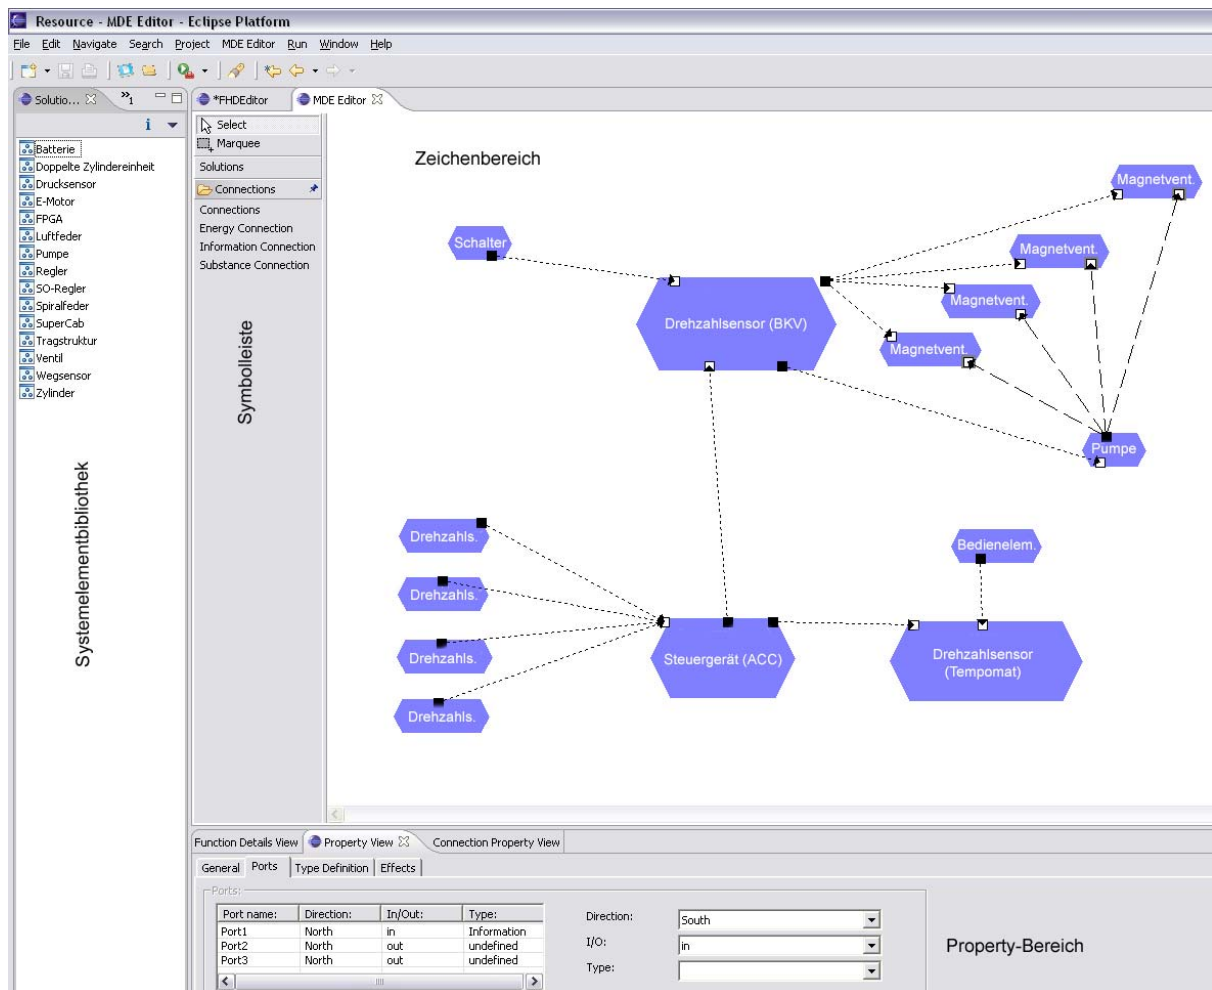 Resource - MDE Editor - Eclipse Platform
File Edit Navigate Search Project MDE Editor Run Window Help
Solutio... »1
*FHDEditor MDE Editor
i
Batterie
Doppelte Zylindereinheit
Drucksensor
E-Motor
FPGA
Luftfeder
Pumpe
Regler
SO-Regler
Spiralfeder
SuperCab
Tragstruktur
Ventil
Wegsensor
Zylinder
Systemelementbibliothek
Select
Marquee
Solutions
Connections
Connections
Energy Connection
Information Connection
Substance Connection
Symbolleiste
Zeichenbereich
Magnetvent.
Schalter
Magnetvent.
Magnetvent.
Drehzahlsensor (BKV)
Magnetvent.
Pumpe
Drehzahls.
Bedienelem.
Drehzahls.
Drehzahls.
Steuergerät (ACC)
Drehzahlsensor
(Tempomat)
Drehzahls.
Function Details View Property View Connection Property View
General Ports Type Definition Effects
Ports:
Port name: Direction: In/Out: Type:
Port1 North in Information
Port2 North out undefined
Port3 North out undefined
Direction: South
I/O: in
Type:
Property-Bereich